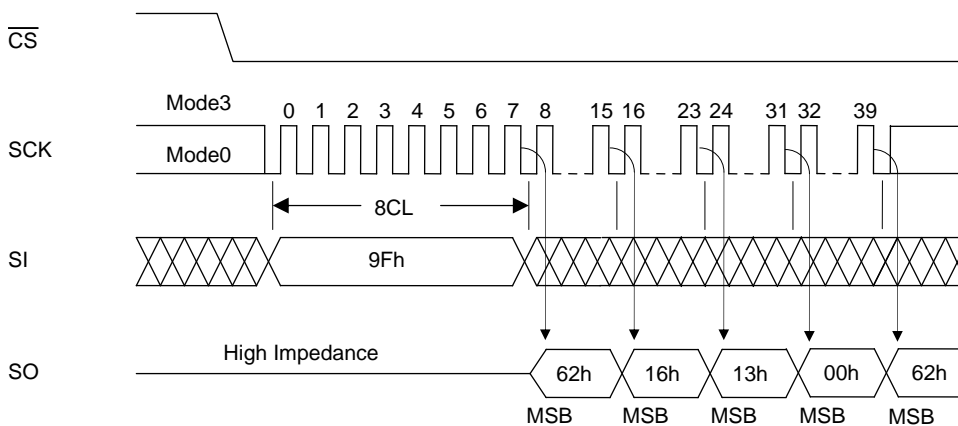 CS
Mode3
0 1 2 3 4 5 6 7 8 15 16 23 24 31 32 39
SCK
Mode0
8CL
SI
9Fh
High Impedance
SO
62h 16h 13h 00h 62h
MSB MSB MSB MSB MSB